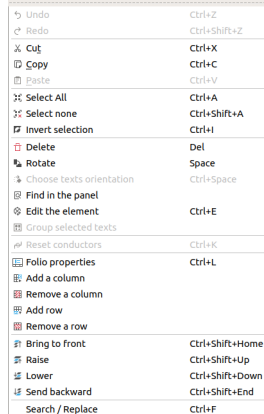 Undo Ctrl+Z
Redo Ctrl+Shift+Z
Cut Ctrl+X
Copy Ctrl+C
Paste Ctrl+V
Select All Ctrl+A
Select none Ctrl+Shift+A
Invert selection Ctrl+I
Delete Del
Rotate Space
Choose texts orientation Ctrl+Space
Find in the panel
Edit the element Ctrl+E
Group selected texts
Reset conductors Ctrl+K
Folio properties Ctrl+L
Add a column
Remove a column
Add row
Remove a row
Bring to front Ctrl+Shift+Home
Raise Ctrl+Shift+Up
Lower Ctrl+Shift+Down
Send backward Ctrl+Shift+End
Search / Replace Ctrl+F